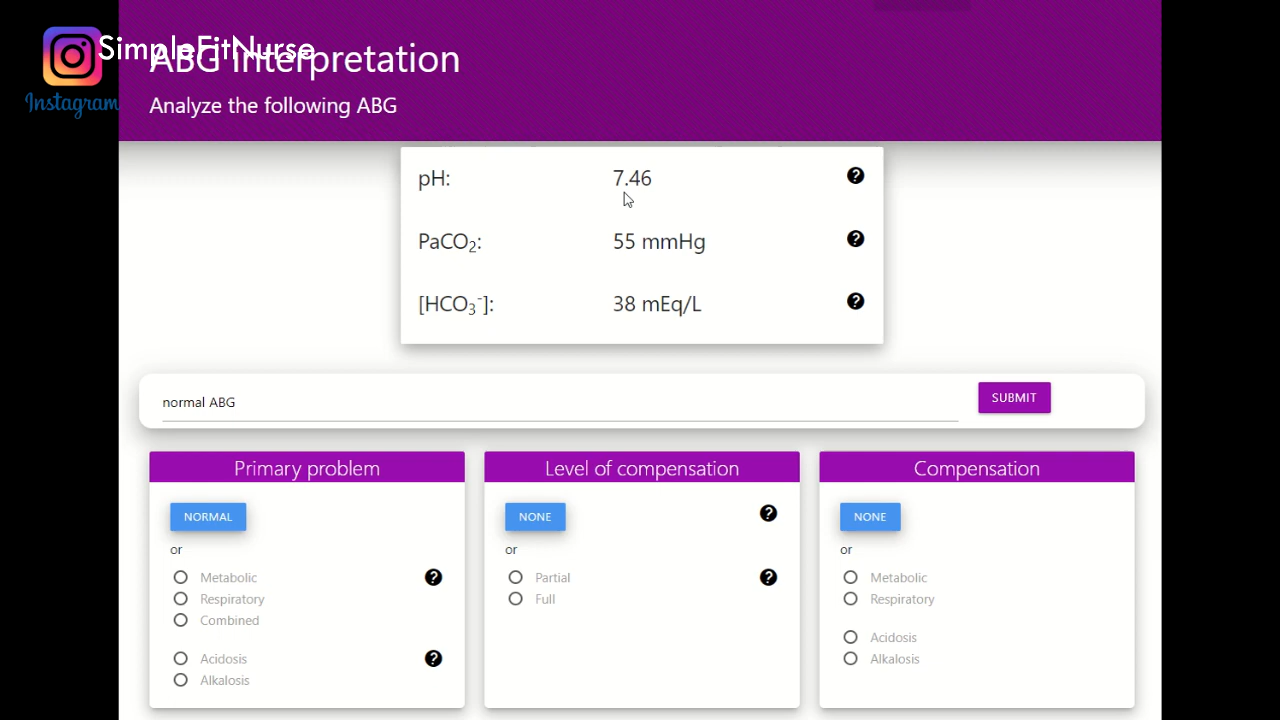 SimpleFitNurse
Instagram
ABG Interpretation
Analyze the following ABG
pH: 7.46 ?
PaCO₂: 55 mmHg ?
[HCO₃⁻]: 38 mEq/L ?
normal ABG
SUBMIT
Primary problem
NORMAL
or
Metabolic ?
Respiratory
Combined
Acidosis ?
Alkalosis
Level of compensation
NONE ?
or
Partial ?
Full
Compensation
NONE
or
Metabolic
Respiratory
Acidosis
Alkalosis